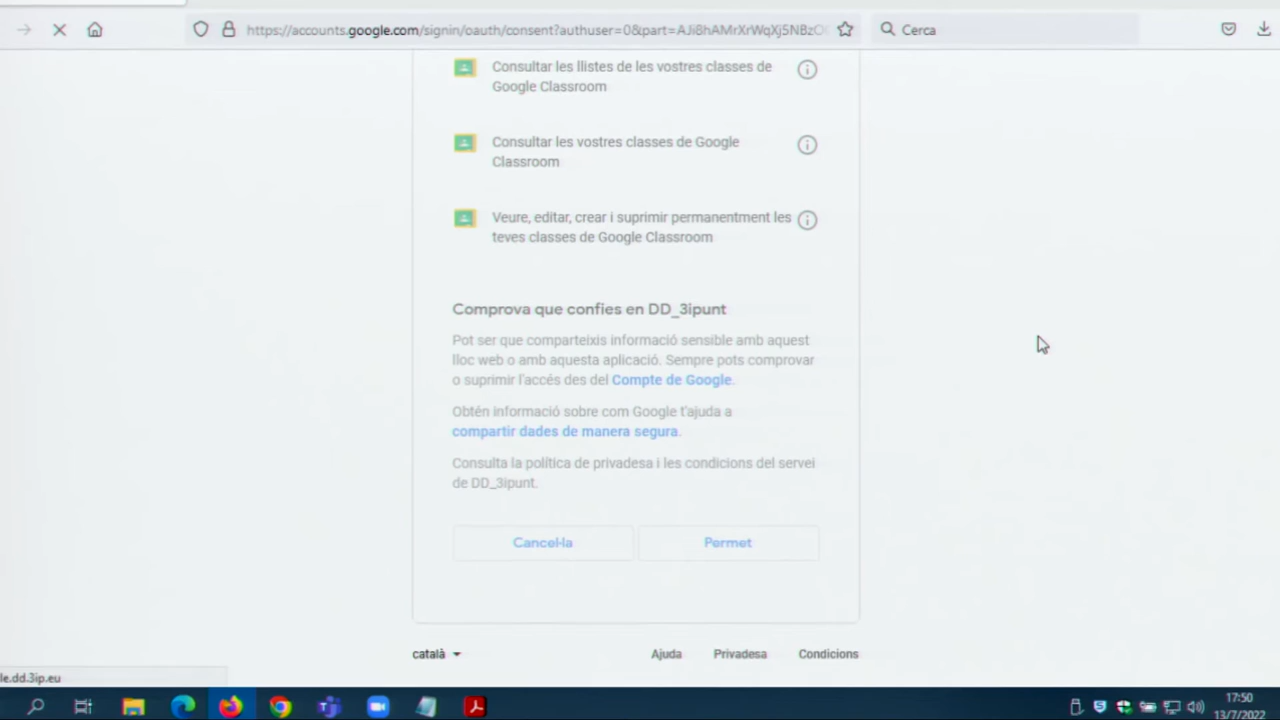 https://accounts.google.com/signin/oauth/consent?authuser=0&part=AJi8hAMrXrWqXj5NBzO
Cerca
Consultar les llistes de les vostres classes de
Google Classroom
Consultar les vostres classes de Google
Classroom
Veure, editar, crear i suprimir permanentment les
teves classes de Google Classroom
Comprova que confies en DD_3ipunt
Pot ser que comparteixis informació sensible amb aquest
lloc web o amb aquesta aplicació. Sempre pots comprovar
o suprimir l'accés des del Compte de Google.
Obtén informació sobre com Google t'ajuda a
compartir dades de manera segura.
Consulta la política de privadesa i les condicions del servei
de DD_3ipunt.
Cancel·la Permet
català Ajuda Privadesa Condicions
le.dd.3ip.eu
17:50
13/7/2022